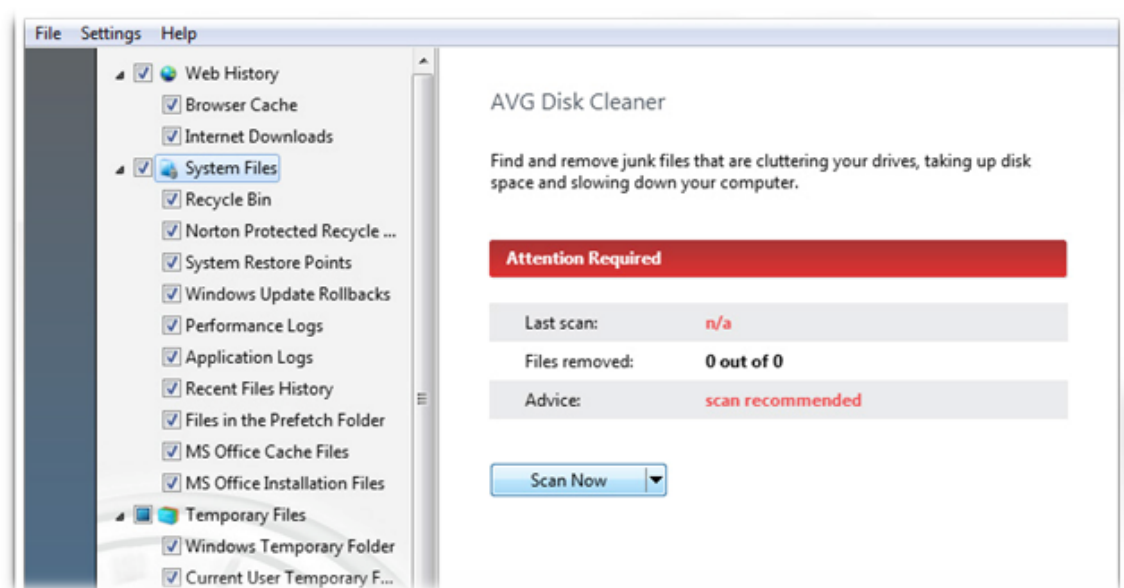 File Settings Help
Web History
Browser Cache
Internet Downloads
System Files
Recycle Bin
Norton Protected Recycle ...
System Restore Points
Windows Update Rollbacks
Performance Logs
Application Logs
Recent Files History
Files in the Prefetch Folder
MS Office Cache Files
MS Office Installation Files
Temporary Files
Windows Temporary Folder
Current User Temporary F...
AVG Disk Cleaner
Find and remove junk files that are cluttering your drives, taking up disk
space and slowing down your computer.
Attention Required
Last scan: n/a
Files removed: 0 out of 0
Advice: scan recommended
Scan Now